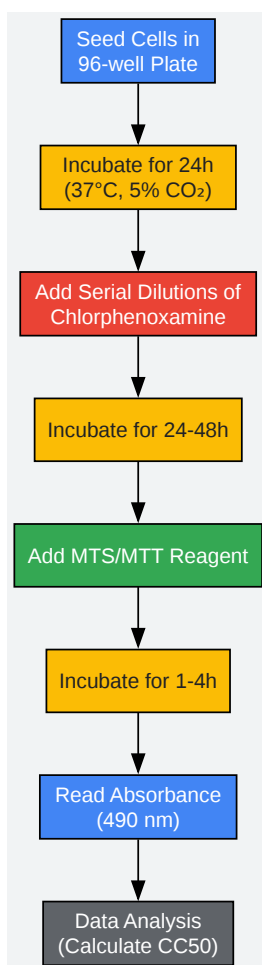 Seed Cells in
96-well Plate
Incubate for 24h
(37°C, 5% CO₂)
Add Serial Dilutions of
Chlorphenoxamine
Incubate for 24-48h
Add MTS/MTT Reagent
Incubate for 1-4h
Read Absorbance
(490 nm)
Data Analysis
(Calculate CC50)